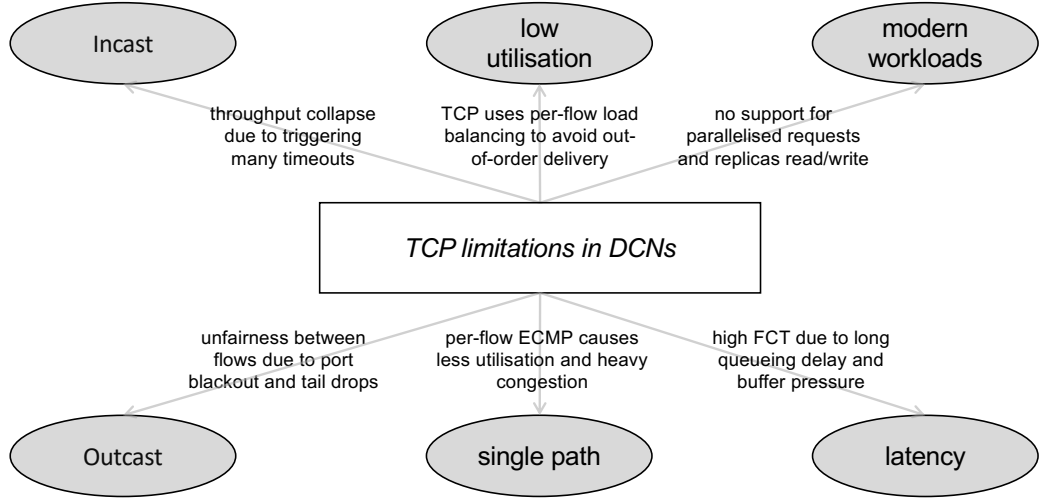 Incast
low
utilisation
modern
workloads
throughput collapse
due to triggering
many timeouts
TCP uses per-flow load
balancing to avoid out-
of-order delivery
no support for
parallelised requests
and replicas read/write
TCP limitations in DCNs
unfairness between
flows due to port
blackout and tail drops
per-flow ECMP causes
less utilisation and heavy
congestion
high FCT due to long
queueing delay and
buffer pressure
Outcast
single path
latency